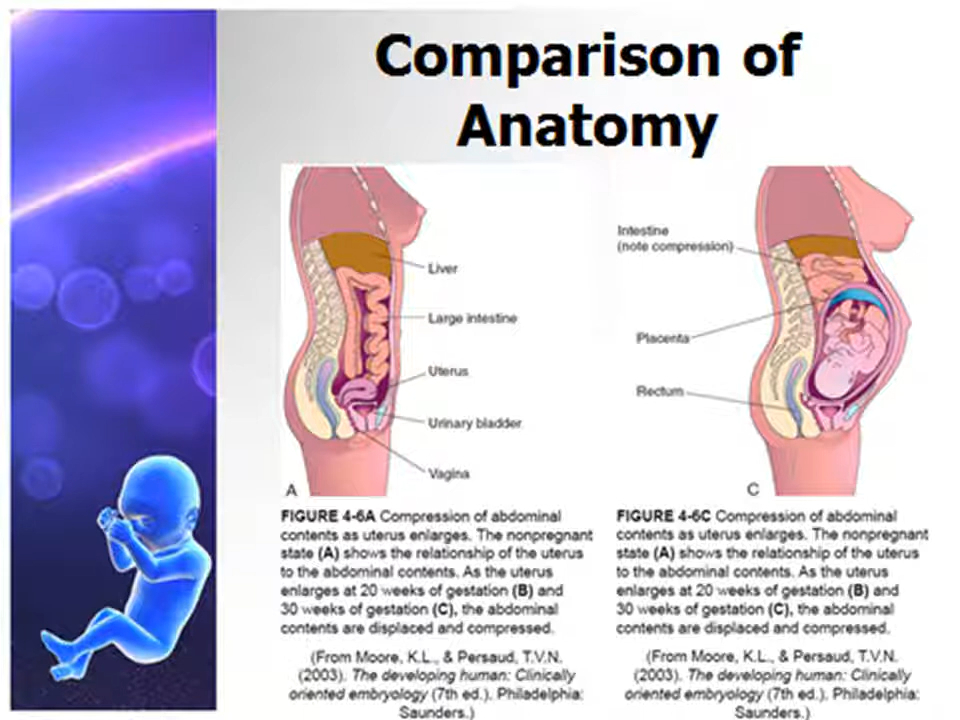 Comparison of
Anatomy
Liver
Large intestine
Uterus
Urinary bladder
Vagina
A
Intestine
(note compression)
Placenta
Rectum
C
FIGURE 4-6A Compression of abdominal
contents as uterus enlarges. The nonpregnant
state (A) shows the relationship of the uterus
to the abdominal contents. As the uterus
enlarges at 20 weeks of gestation (B) and
30 weeks of gestation (C), the abdominal
contents are displaced and compressed.
(From Moore, K.L., & Persaud, T.V.N.
(2003). The developing human: Clinically
oriented embryology (7th ed.). Philadelphia:
Saunders.)
FIGURE 4-6C Compression of abdominal
contents as uterus enlarges. The nonpregnant
state (A) shows the relationship of the uterus
to the abdominal contents. As the uterus
enlarges at 20 weeks of gestation (B) and
30 weeks of gestation (C), the abdominal
contents are displaced and compressed.
(From Moore, K.L., & Persaud, T.V.N.
(2003). The developing human: Clinically
oriented embryology (7th ed.). Philadelphia:
Saunders.)